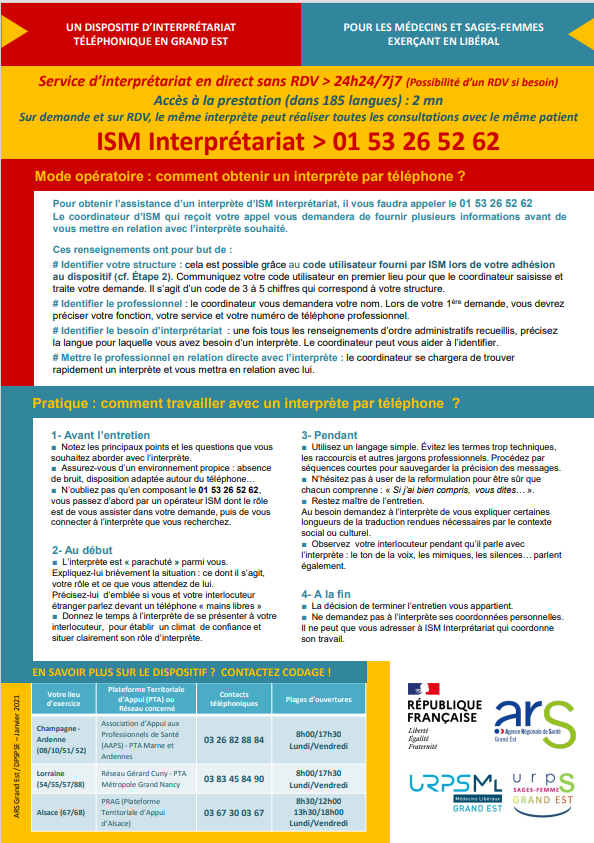 UN DISPOSITIF D'INTERPRÉTARIAT
TÉLÉPHONIQUE EN GRAND EST
POUR LES MÉDECINS ET SAGES-FEMMES
EXERÇANT EN LIBÉRAL
Service d'interprétariat en direct sans RDV > 24h24/7j7 (Possibilité d'un RDV si besoin)
Accès à la prestation (dans 185 langues) : 2 mn
Sur demande et sur RDV, le même interprète peut réaliser toutes les consultations avec le même patient
ISM Interprétariat > 01 53 26 52 62
Mode opératoire : comment obtenir un interprète par téléphone ?
Pour obtenir l'assistance d'un interprète d'ISM Interprétariat, il vous faudra appeler le 01 53 26 52 62
Le coordinateur d'ISM qui reçoit votre appel vous demandera de fournir plusieurs informations avant de
vous mettre en relation avec l'interprète souhaité.
Ces renseignements ont pour but de :
# Identifier votre structure : cela est possible grâce au code utilisateur fourni par ISM lors de votre adhésion
au dispositif (cf. Étape 2). Communiquez votre code utilisateur en premier lieu pour que le coordinateur saisisse et
traite votre demande. Il s'agit d'un code de 3 à 5 chiffres qui correspond à votre structure.
# Identifier le professionnel : le coordinateur vous demandera votre nom. Lors de votre 1ère demande, vous devrez
préciser votre fonction, votre service et votre numéro de téléphone professionnel.
# Identifier le besoin d'interprétariat : une fois tous les renseignements d'ordre administratifs recueillis, précisez
la langue pour laquelle vous avez besoin d'un interprète. Le coordinateur peut vous aider à l'identifier.
# Mettre le professionnel en relation directe avec l'interprète : le coordinateur se chargera de trouver
rapidement un interprète et vous mettra en relation avec lui.
Pratique : comment travailler avec un interprète par téléphone ?
1- Avant l'entretien
■ Notez les principaux points et les questions que vous
souhaitez aborder avec l'interprète.
■ Assurez-vous d'un environnement propice : absence
de bruit, disposition adaptée autour du téléphone…
■ N'oubliez pas qu'en composant le 01 53 26 52 62,
vous passez d'abord par un opérateur ISM dont le rôle
est de vous assister dans votre demande, puis de vous
connecter à l'interprète que vous recherchez.
2- Au début
■ L'interprète est « parachuté » parmi vous.
Expliquez-lui brièvement la situation : ce dont il s'agit,
votre rôle et ce que vous attendez de lui.
Précisez-lui d'emblée si vous et votre interlocuteur
étranger parlez devant un téléphone « mains libres »
■ Donnez le temps à l'interprète de se présenter à votre
interlocuteur, pour établir un climat de confiance et
situer clairement son rôle d'interprète.
3- Pendant
■ Utilisez un langage simple. Évitez les termes trop techniques,
les raccourcis et autres jargons professionnels. Procédez par
séquences courtes pour sauvegarder la précision des messages.
■ N'hésitez pas à user de la reformulation pour être sûr que
chacun comprenne : « Si j'ai bien compris, vous dites… ».
■ Restez maître de l'entretien.
Au besoin demandez à l'interprète de vous expliquer certaines
longueurs de la traduction rendues nécessaires par le contexte
social ou culturel.
■ Observez votre interlocuteur pendant qu'il parle avec
l'interprète : le ton de la voix, les mimiques, les silences… parlent
également.
4- A la fin
■ La décision de terminer l'entretien vous appartient.
■ Ne demandez pas à l'interprète ses coordonnées personnelles.
Il ne peut que vous adresser à ISM Interprétariat qui coordonne
son travail.
EN SAVOIR PLUS SUR LE DISPOSITIF ? CONTACTEZ CODAGE !
ARS Grand Est / DPSPSE – Janvier 2021
Votre lieu
d'exercice
Plateforme Territoriale
d'Appui (PTA) ou
Réseau concerné
Contacts
téléphoniques
Plages d'ouvertures
Champagne -
Ardenne
(08/10/51/ 52)
Association d'Appui aux
Professionnels de Santé
(AAPS) - PTA Marne et
Ardennes
03 26 82 88 84
8h00/17h30
Lundi/Vendredi
Lorraine
(54/55/57/88)
Réseau Gérard Cuny - PTA
Métropole Grand Nancy
03 83 45 84 90
8h00/17h30
Lundi/Vendredi
Alsace (67/68)
PRAG (Plateforme
Territoriale d'Appui
d'Alsace)
03 67 30 03 67
8h30/12h00
13h30/18h00
Lundi/Vendredi
RÉPUBLIQUE
FRANÇAISE
Liberté
Égalité
Fraternité
ars
Agence Régionale de Santé
Grand Est
URPS ML
Médecins Libéraux
GRAND EST
urps
SAGES-FEMMES
GRAND EST